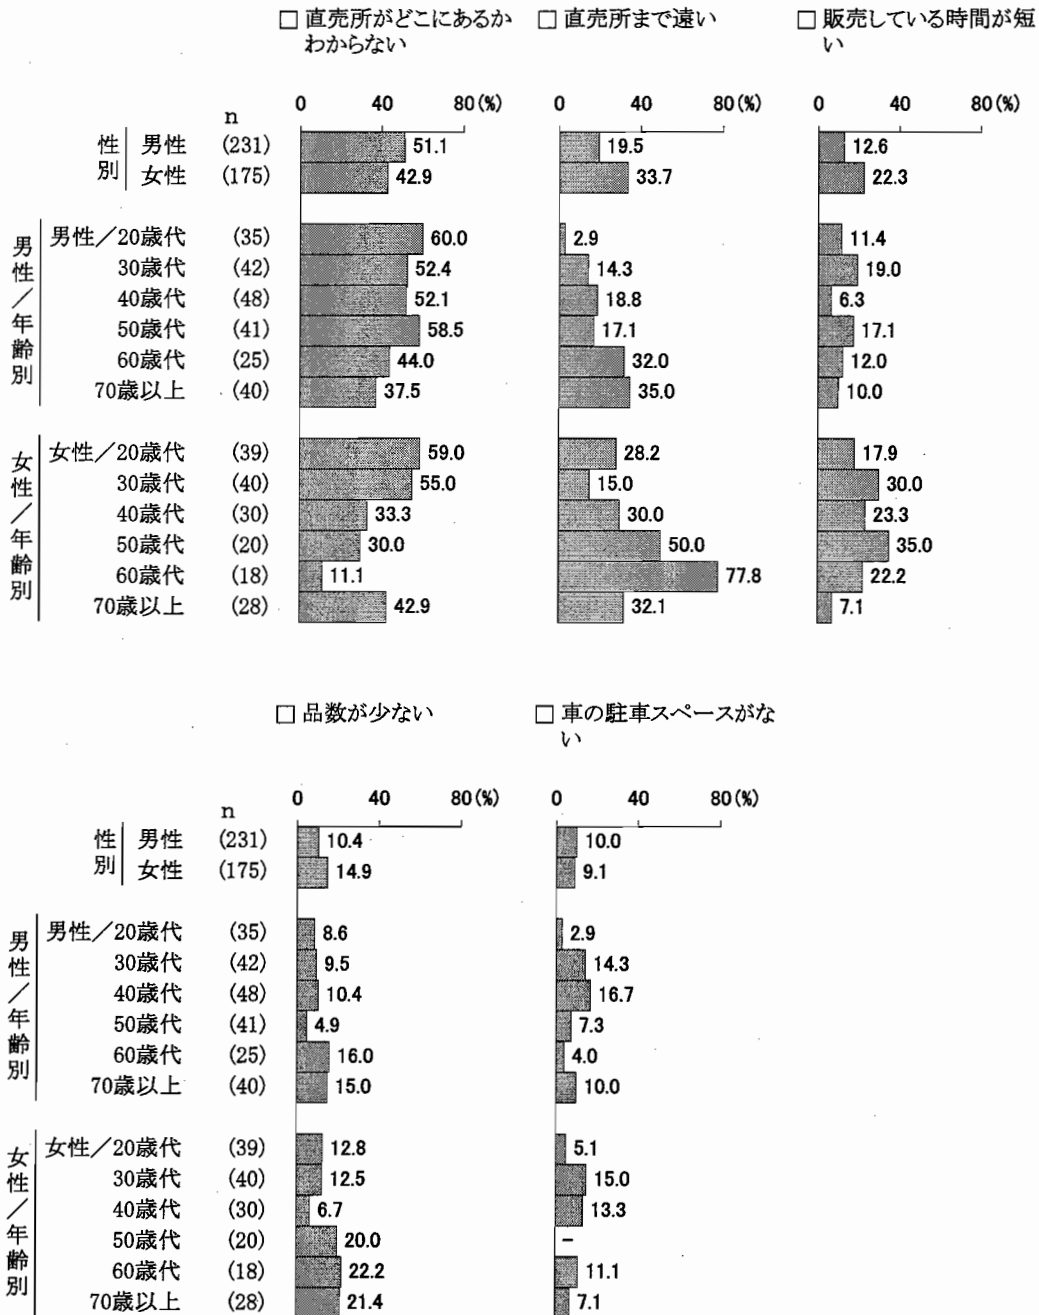 □ 直売所がどこにあるか □ 直売所まで遠い □ 販売している時間が短
わからない い
n 0 40 80(%) 0 40 80(%) 0 40 80(%)
性別 男性 (231) 51.1 19.5 12.6
女性 (175) 42.9 33.7 22.3
男性／年齢別
男性／20歳代 (35) 60.0 2.9 11.4
30歳代 (42) 52.4 14.3 19.0
40歳代 (48) 52.1 18.8 6.3
50歳代 (41) 58.5 17.1 17.1
60歳代 (25) 44.0 32.0 12.0
70歳以上 (40) 37.5 35.0 10.0
女性／年齢別
女性／20歳代 (39) 59.0 28.2 17.9
30歳代 (40) 55.0 15.0 30.0
40歳代 (30) 33.3 30.0 23.3
50歳代 (20) 30.0 50.0 35.0
60歳代 (18) 11.1 77.8 22.2
70歳以上 (28) 42.9 32.1 7.1
□ 品数が少ない □ 車の駐車スペースがな
い
n 0 40 80(%) 0 40 80(%)
性別 男性 (231) 10.4 10.0
女性 (175) 14.9 9.1
男性／年齢別
男性／20歳代 (35) 8.6 2.9
30歳代 (42) 9.5 14.3
40歳代 (48) 10.4 16.7
50歳代 (41) 4.9 7.3
60歳代 (25) 16.0 4.0
70歳以上 (40) 15.0 10.0
女性／年齢別
女性／20歳代 (39) 12.8 5.1
30歳代 (40) 12.5 15.0
40歳代 (30) 6.7 13.3
50歳代 (20) 20.0 －
60歳代 (18) 22.2 11.1
70歳以上 (28) 21.4 7.1